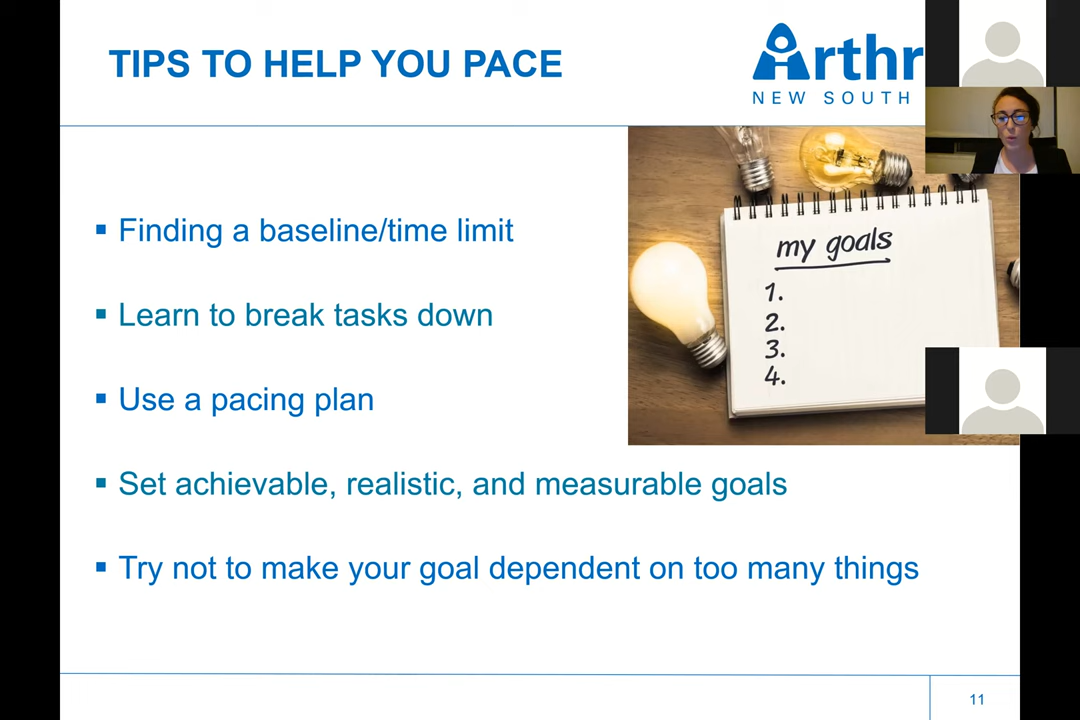 TIPS TO HELP YOU PACE
Arthr
NEW SOUTH
Finding a baseline/time limit
Learn to break tasks down
Use a pacing plan
Set achievable, realistic, and measurable goals
Try not to make your goal dependent on too many things
my goals
1.
2.
3.
4.
11